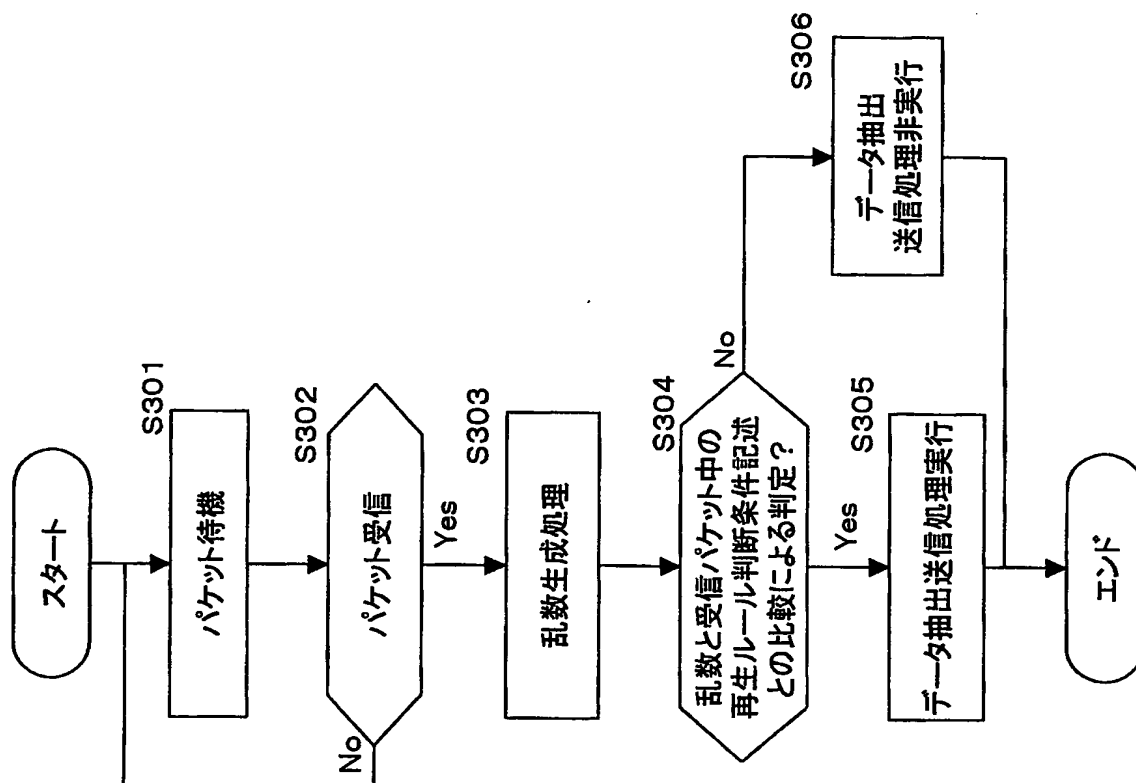 スタート
S301
パケット待機
S302
パケット受信
No
Yes
S303
乱数生成処理
S304
乱数と受信パケット中の
再生ルール判断条件記述
との比較による判定？
No
Yes
S305
データ抽出送信処理実行
S306
データ抽出
送信処理非実行
エンド